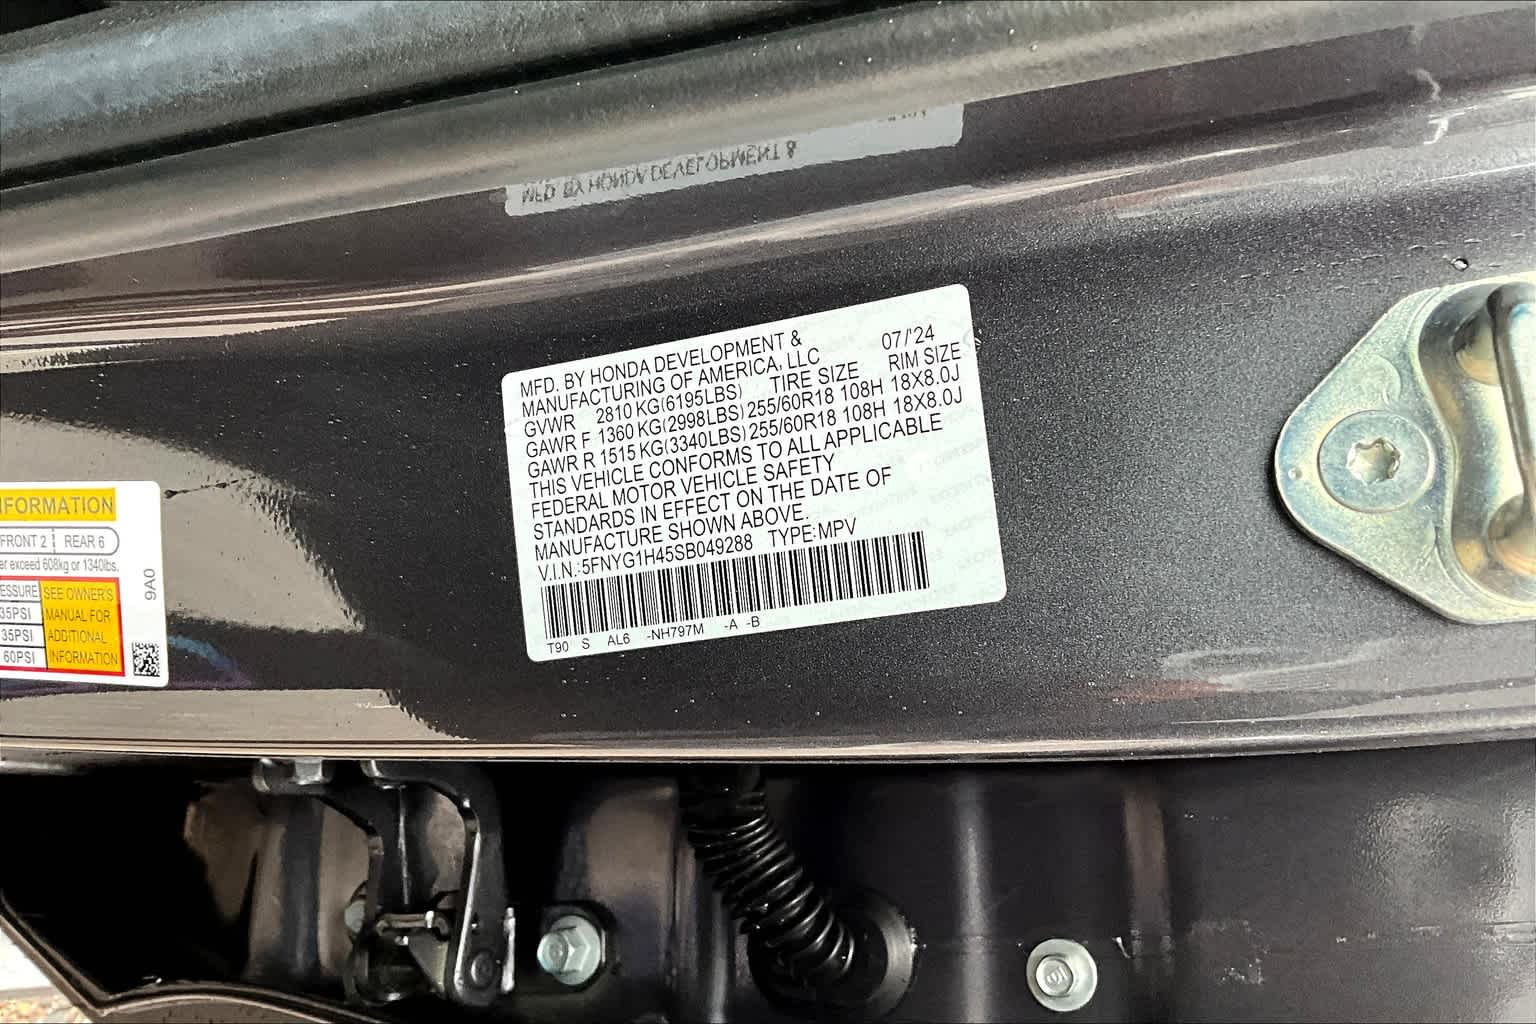 MFD. BY HONDA DEVELOPMENT &
MANUFACTURING OF AMERICA, LLC 07/'24
GVWR 2810 KG(6195LBS) TIRE SIZE RIM SIZE
GAWR F 1360 KG(2998LBS) 255/60R18 108H 18X8.0J
GAWR R 1515 KG(3340LBS) 255/60R18 108H 18X8.0J
THIS VEHICLE CONFORMS TO ALL APPLICABLE
FEDERAL MOTOR VEHICLE SAFETY
STANDARDS IN EFFECT ON THE DATE OF
MANUFACTURE SHOWN ABOVE.
V.I.N.:5FNYG1H45SB049288 TYPE:MPV
T90 S AL6 -NH797M -A -B
NFORMATION
FRONT 2 REAR 6
er exceed 608kg or 1340lbs.
ESSURE SEE OWNER'S
35PSI MANUAL FOR
35PSI ADDITIONAL
60PSI INFORMATION
9A0